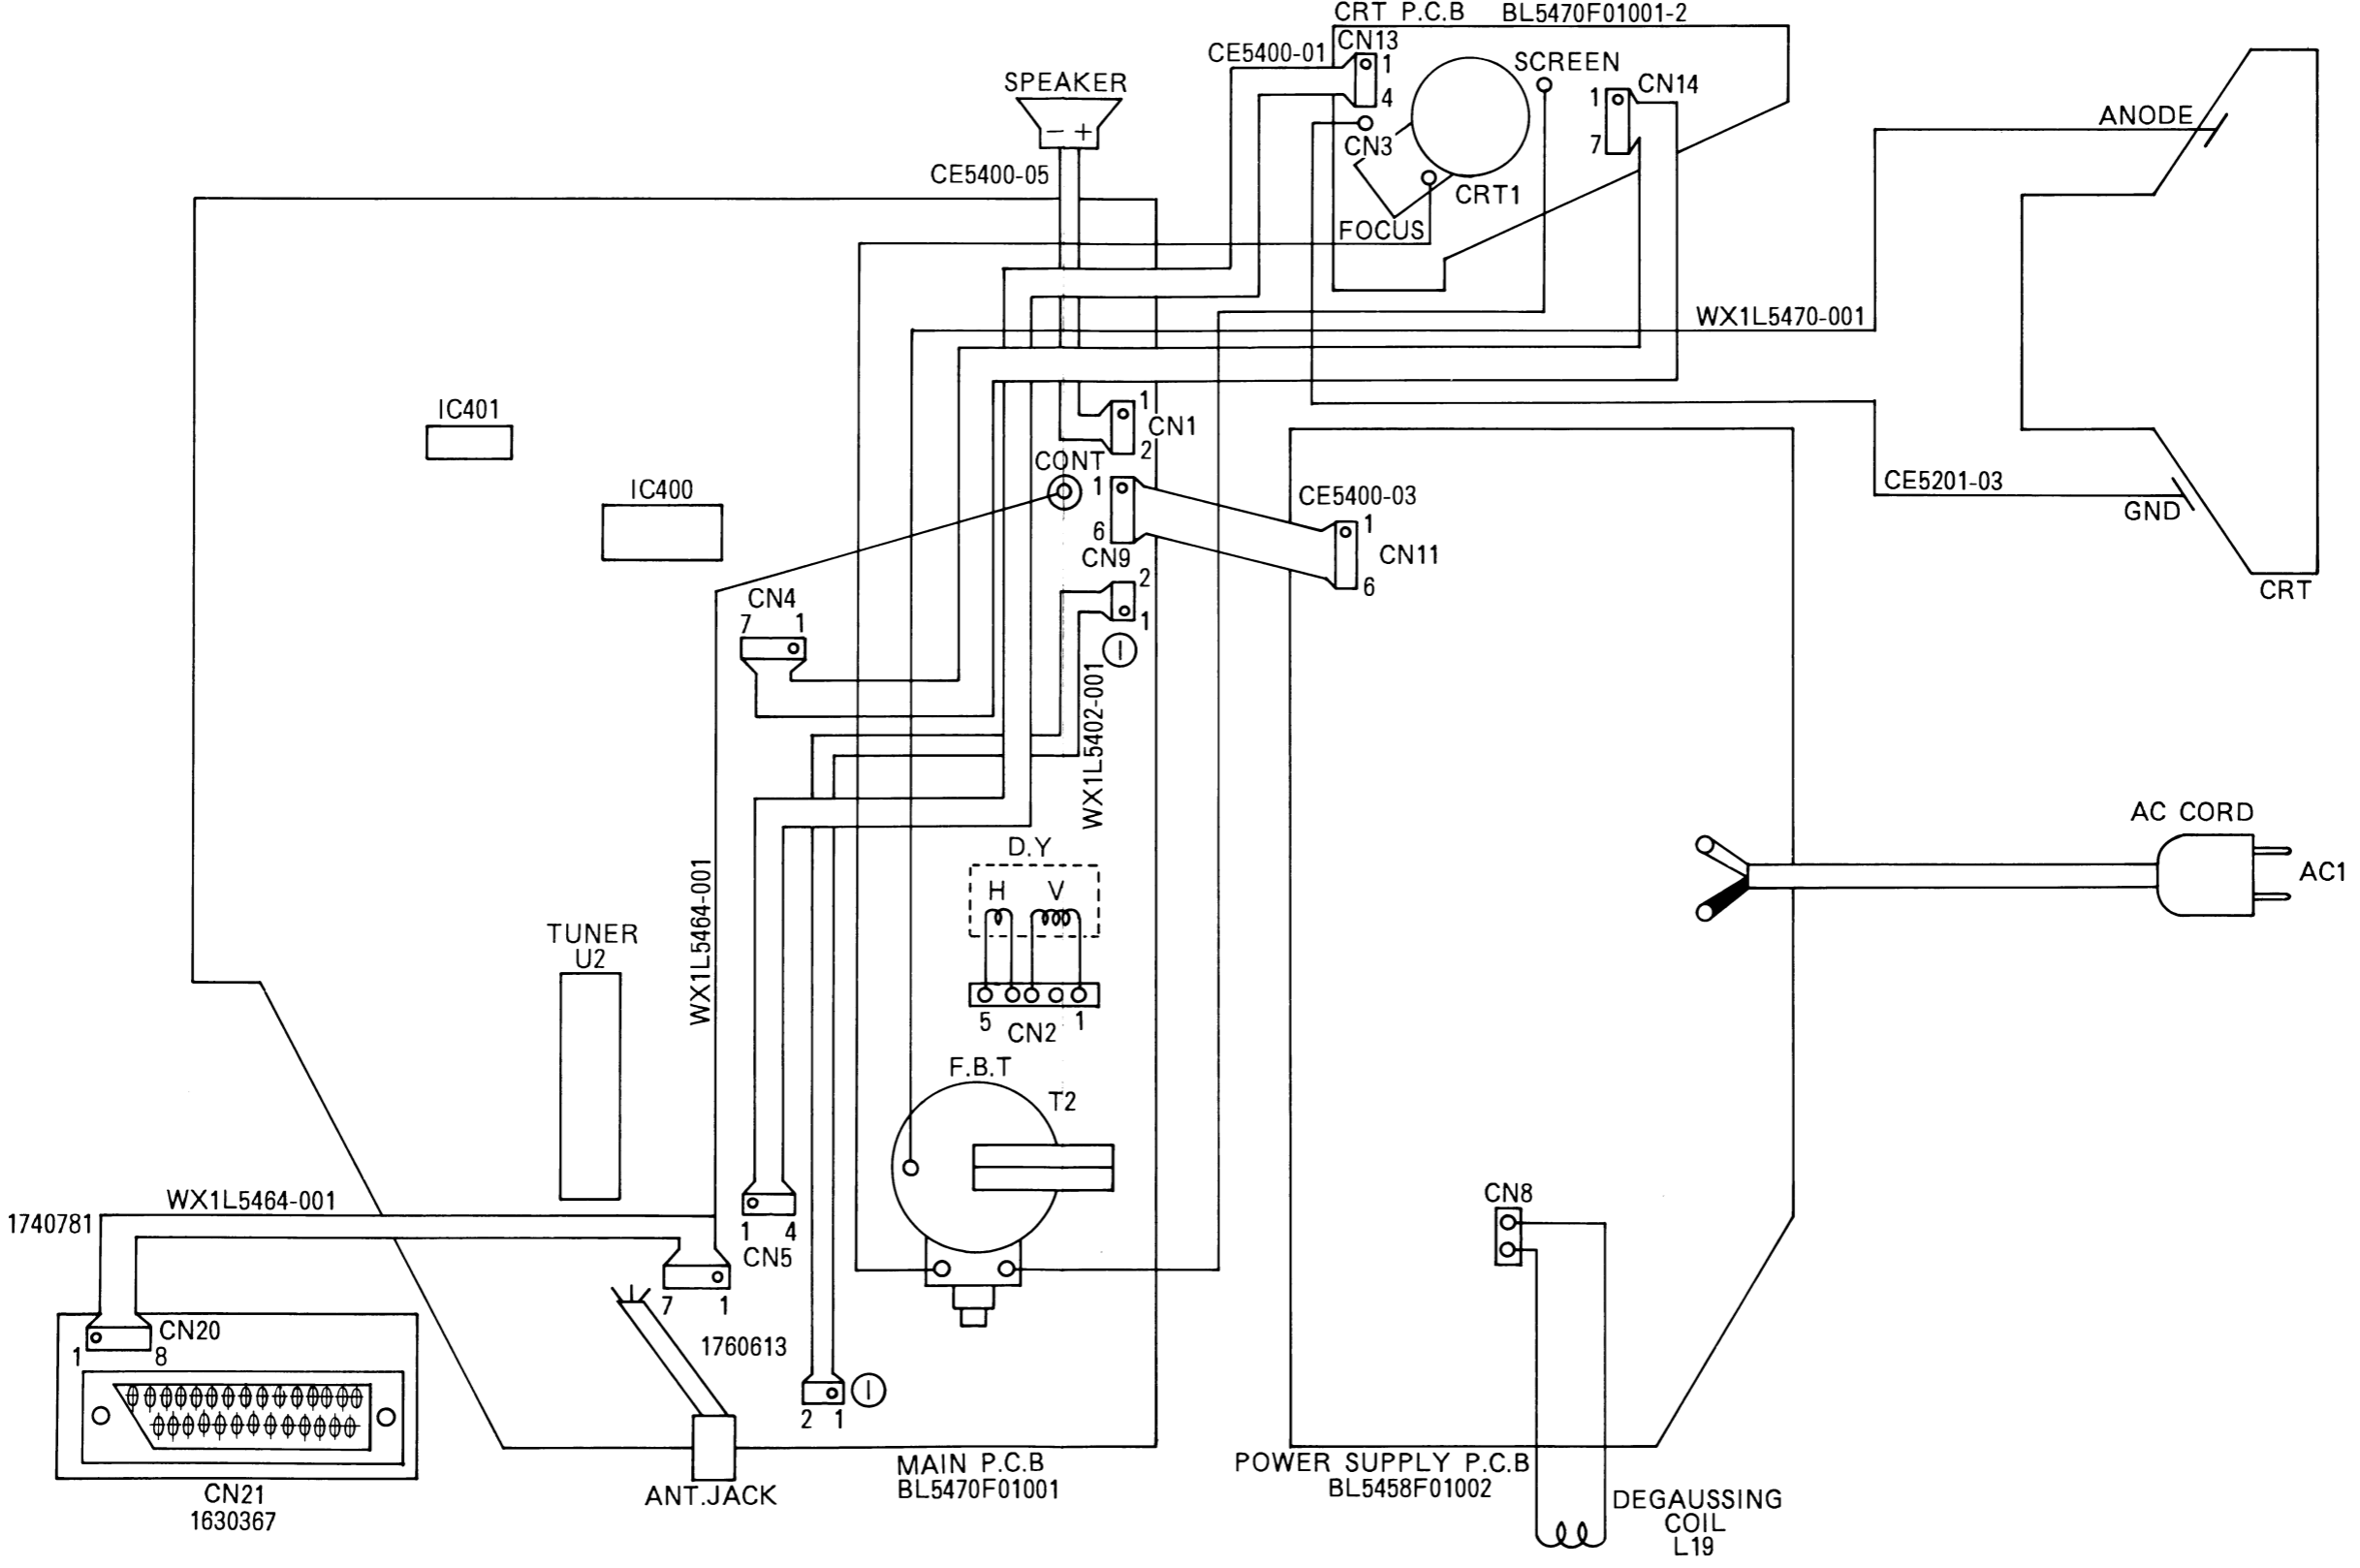 CRT P.C.B BL5470F01001-2
CN13
CE5400-01
1
4
SCREEN
CN14
1
7
CN3
CRT1
FOCUS
SPEAKER
− +
CE5400-05
ANODE
WX1L5470-001
CE5201-03
GND
CRT
IC401
IC400
1
CN1
2
CONT
1
6
CN9
CE5400-03
1
CN11
6
2
1
I
CN4
7 1
WX1L5402-001
D.Y
H V
5 1
CN2
AC CORD
AC1
WX1L5464-001
TUNER
U2
F.B.T
T2
WX1L5464-001
1740781
1 4
CN5
7 1
CN8
CN20
1 8
1760613
2 1
I
CN21
1630367
ANT.JACK
MAIN P.C.B
BL5470F01001
POWER SUPPLY P.C.B
BL5458F01002
DEGAUSSING
COIL
L19